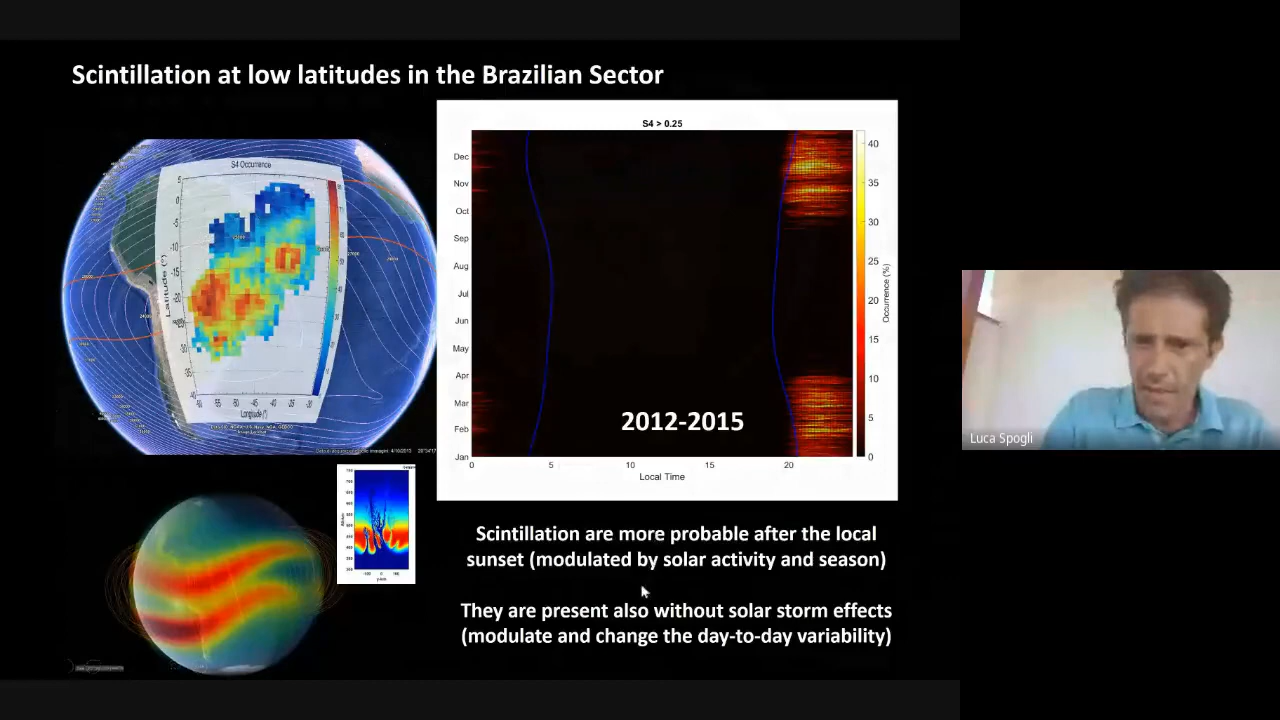 Scintillation at low latitudes in the Brazilian Sector
S4 Occurrence
Latitude (°)
Longitude (°)
S4 > 0.25
Dec
Nov
Oct
Sep
Aug
Jul
Jun
May
Apr
Mar
Feb
Jan
0
5
10
15
20
Local Time
40
35
30
25
20
15
10
5
0
Occurrence (%)
2012-2015
Scintillation are more probable after the local
sunset (modulated by solar activity and season)
They are present also without solar storm effects
(modulate and change the day-to-day variability)
Luca Spogli